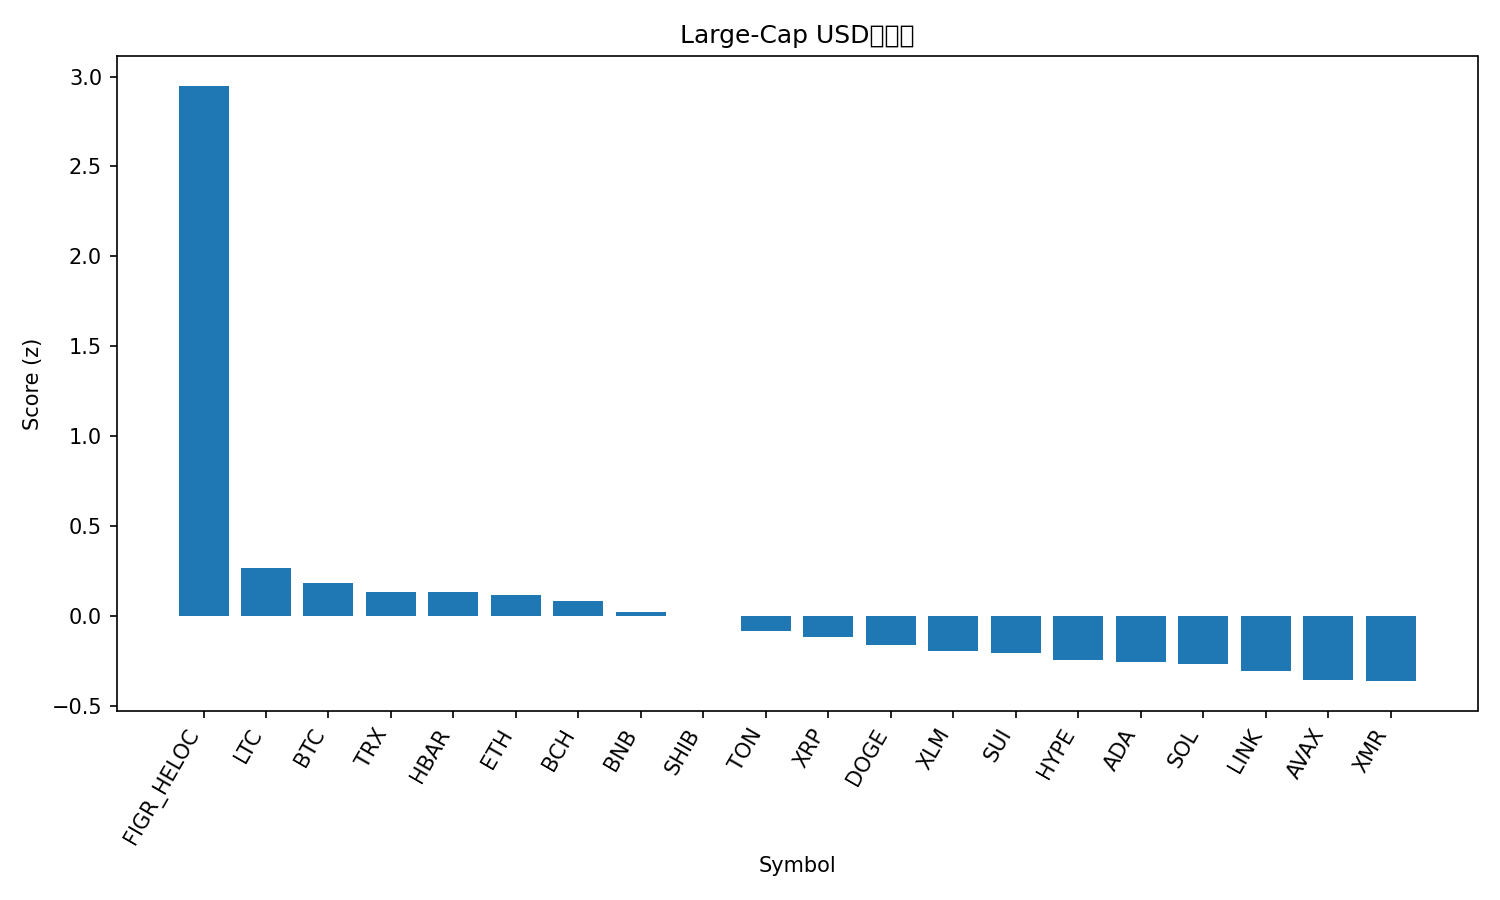 Large-Cap USD
Score (z)
3.0
2.5
2.0
1.5
1.0
0.5
0.0
−0.5
FIGR_HELOC
LTC
BTC
TRX
HBAR
ETH
BCH
BNB
SHIB
TON
XRP
DOGE
XLM
SUI
HYPE
ADA
SOL
LINK
AVAX
XMR
Symbol